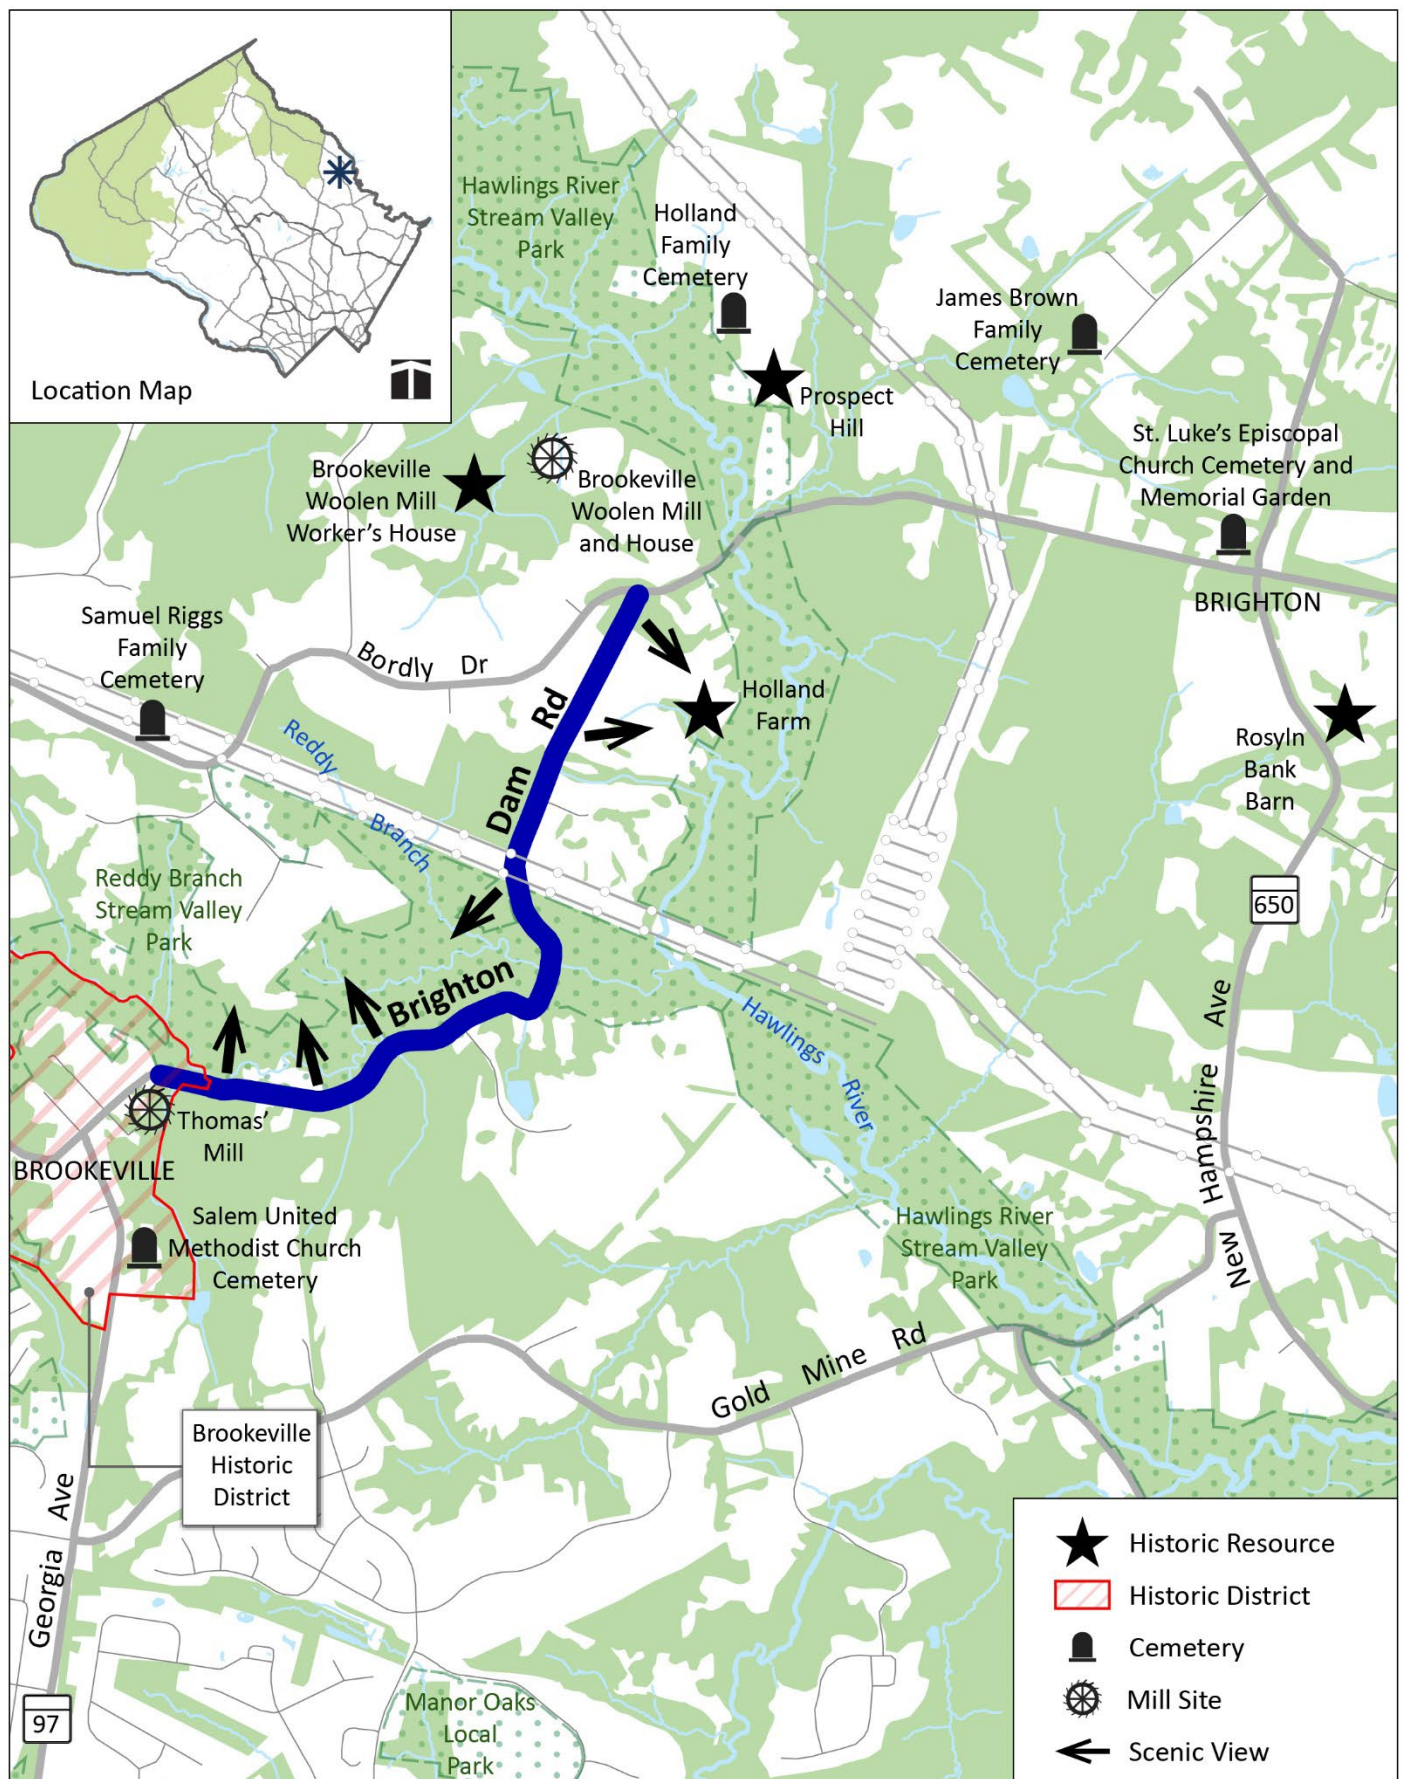 Location Map
Hawlings River
Stream Valley
Park
Holland
Family
Cemetery
James Brown
Family
Cemetery
Prospect
Hill
St. Luke's Episcopal
Church Cemetery and
Memorial Garden
Brookeville
Woolen Mill
Worker's House
Brookeville
Woolen Mill
and House
BRIGHTON
Samuel Riggs
Family
Cemetery
Bordly Dr
Holland
Farm
Rosyln
Bank
Barn
Reddy Branch
Brighton Dam Rd
Reddy Branch
Stream Valley
Park
650
Hawlings River
New Hampshire Ave
Thomas'
Mill
BROOKEVILLE
Salem United
Methodist Church
Cemetery
Hawlings River
Stream Valley
Park
Gold Mine Rd
Brookeville
Historic
District
Georgia Ave
97
Manor Oaks
Local
Park
Historic Resource
Historic District
Cemetery
Mill Site
Scenic View